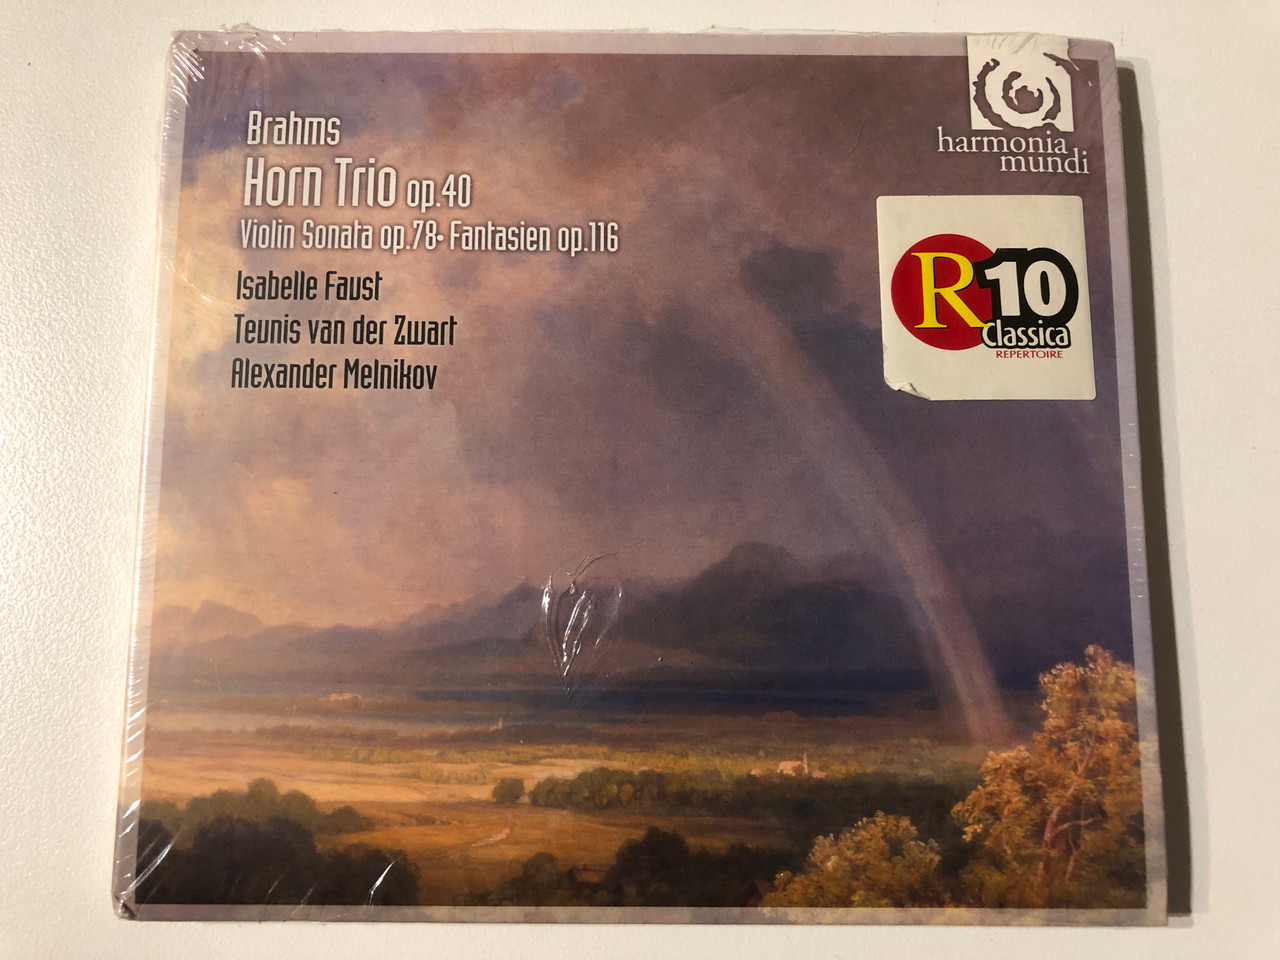 Brahms
Horn Trio op.40
Violin Sonata op.78 • Fantasien op.116
Isabelle Faust
Teunis van der Zwart
Alexander Melnikov
harmonia
mundi
R10
Classica
REPERTOIRE